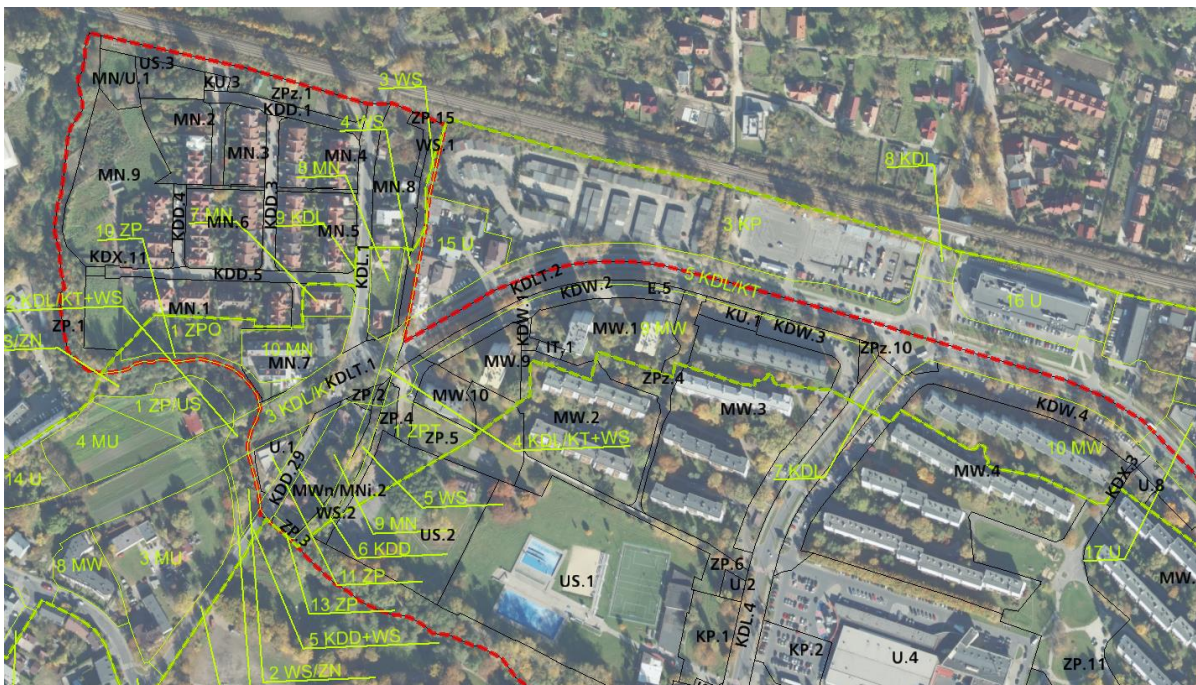 US.3
MN/U.1
KU.3
ZPz.1
KDD.1
3 WS
ZP.15
4 WS
MN.2
WS.1
MN.3
MN.4
8 MN
8 KDL
MN.9
MN.8
KDD.4
KDD.3
7 MN
MN.6
9 KDL
MN.5
10 ZP
3 KP
15 U
KDL.1
KDX.11
KDD.5
KDLT.2
5 KDL/KT
KDW.2
E.5
16 U
MN.1
KDW.1
2 KDL/KT+WS
ZP.1
1 ZPO
MW.1
9 MW
KU.1
KDW.3
S/ZN
10 MN
MN.7
IT.1
ZPz.10
MW.9
KDLT.1
ZPz.4
3 KDL/KT
ZP.2
MW.10
1 ZP/US
MW.2
MW.3
KDW.4
ZP.4
1 ZPT
ZP.5
4 KDL/KT+WS
4 MU
U.1
10 MW
7 KDL
MW.4
KDX.3
14 U
KDD.29
MWn/MNi.2
5 WS
U.8
WS.2
9 MN
US.2
ZP.3
6 KDD
17 U
3 MU
8 MW
11 ZP
US.1
ZP.6
U.2
MW.
13 ZP
KDL.4
5 KDD+WS
KP.1
KP.2
U.4
ZP.11
2 WS/ZN